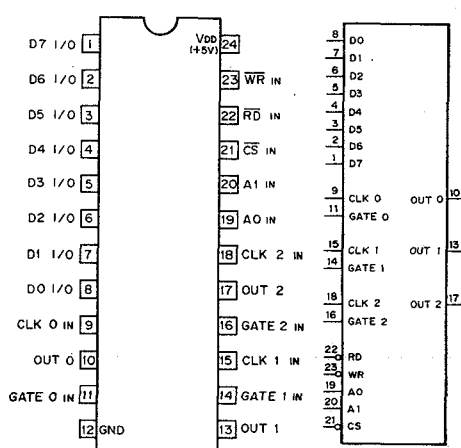 D7 I/O 1
D6 I/O 2
D5 I/O 3
D4 I/O 4
D3 I/O 5
D2 I/O 6
D1 I/O 7
D0 I/O 8
CLK 0 IN 9
OUT 0 10
GATE 0 IN 11
12 GND
VDD (+5V) 24
23 WR IN
22 RD IN
21 CS IN
20 A1 IN
19 A0 IN
18 CLK 2 IN
17 OUT 2
16 GATE 2 IN
15 CLK 1 IN
14 GATE 1 IN
13 OUT 1
8 D0
7 D1
6 D2
5 D3
4 D4
3 D5
2 D6
1 D7
9 CLK 0 OUT 0 10
11 GATE 0
15 CLK 1 OUT 1 13
14 GATE 1
18 CLK 2 OUT 2 17
16 GATE 2
22 RD
23 WR
19 A0
20 A1
21 CS